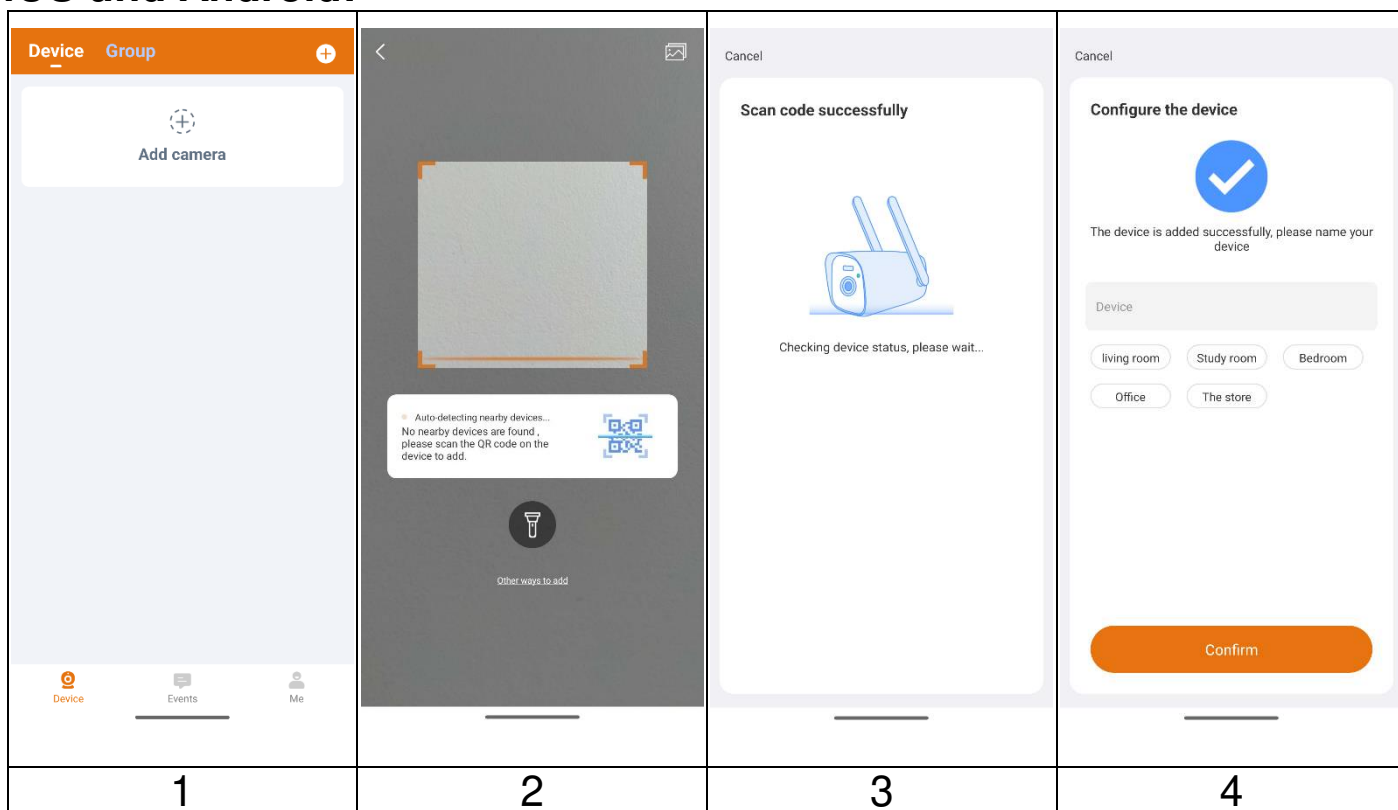 iOS und Android:
Device Group
Add camera
Device Events Me
1
Auto-detecting nearby devices...
No nearby devices are found ,
please scan the QR code on the
device to add.
Other ways to add
2
Cancel
Scan code successfully
Checking device status, please wait...
3
Cancel
Configure the device
The device is added successfully, please name your
device
Device
living room Study room Bedroom
Office The store
Confirm
4